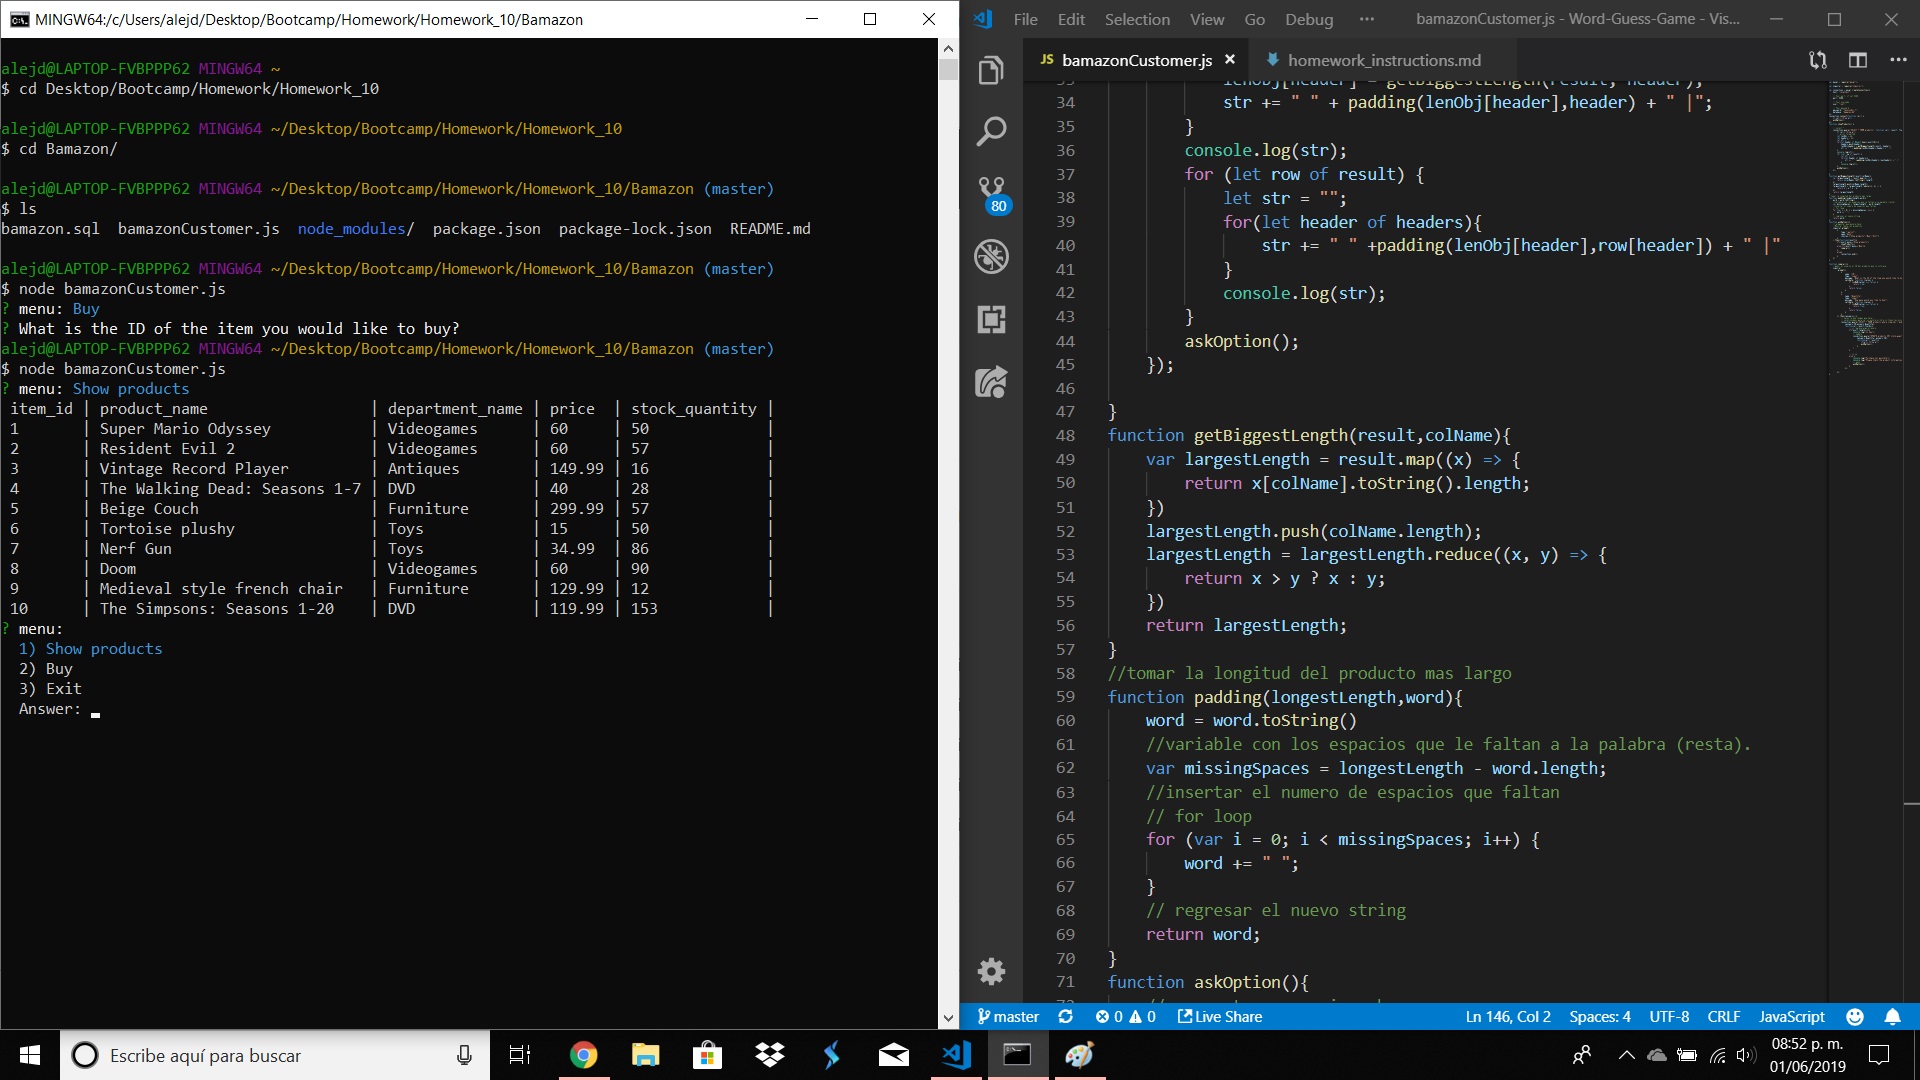 MINGW64:/c/Users/alejd/Desktop/Bootcamp/Homework/Homework_10/Bamazon
alejd@LAPTOP-FVBPPP62 MINGW64 ~
$ cd Desktop/Bootcamp/Homework/Homework_10
alejd@LAPTOP-FVBPPP62 MINGW64 ~/Desktop/Bootcamp/Homework/Homework_10
$ cd Bamazon/
alejd@LAPTOP-FVBPPP62 MINGW64 ~/Desktop/Bootcamp/Homework/Homework_10/Bamazon (master)
$ ls
bamazon.sql  bamazonCustomer.js  node_modules/  package.json  package-lock.json  README.md
alejd@LAPTOP-FVBPPP62 MINGW64 ~/Desktop/Bootcamp/Homework/Homework_10/Bamazon (master)
$ node bamazonCustomer.js
? menu: Buy
? What is the ID of the item you would like to buy?
alejd@LAPTOP-FVBPPP62 MINGW64 ~/Desktop/Bootcamp/Homework/Homework_10/Bamazon (master)
$ node bamazonCustomer.js
? menu: Show products
item_id | product_name                  | department_name | price  | stock_quantity |
1       | Super Mario Odyssey           | Videogames      | 60     | 50             |
2       | Resident Evil 2               | Videogames      | 60     | 57             |
3       | Vintage Record Player         | Antiques        | 149.99 | 16             |
4       | The Walking Dead: Seasons 1-7 | DVD             | 40     | 28             |
5       | Beige Couch                   | Furniture       | 299.99 | 57             |
6       | Tortoise plushy               | Toys            | 15     | 50             |
7       | Nerf Gun                      | Toys            | 34.99  | 86             |
8       | Doom                          | Videogames      | 60     | 90             |
9       | Medieval style french chair   | Furniture       | 129.99 | 12             |
10      | The Simpsons: Seasons 1-20    | DVD             | 119.99 | 153            |
? menu:
1) Show products
2) Buy
3) Exit
Answer:
File Edit Selection View Go Debug ··· bamazonCustomer.js - Word-Guess-Game - Vis...
JS bamazonCustomer.js × homework_instructions.md
80
34 str += " " + padding(lenObj[header],header) + " |";
35 }
36 console.log(str);
37 for (let row of result) {
38 let str = "";
39 for(let header of headers){
40 str += " " +padding(lenObj[header],row[header]) + " |"
41 }
42 console.log(str);
43 }
44 askOption();
45 });
46
47 }
48 function getBiggestLength(result,colName){
49 var largestLength = result.map((x) => {
50 return x[colName].toString().length;
51 })
52 largestLength.push(colName.length);
53 largestLength = largestLength.reduce((x, y) => {
54 return x > y ? x : y;
55 })
56 return largestLength;
57 }
58 //tomar la longitud del producto mas largo
59 function padding(longestLength,word){
60 word = word.toString()
61 //variable con los espacios que le faltan a la palabra (resta).
62 var missingSpaces = longestLength - word.length;
63 //insertar el numero de espacios que faltan
64 // for loop
65 for (var i = 0; i < missingSpaces; i++) {
66 word += " ";
67 }
68 // regresar el nuevo string
69 return word;
70 }
71 function askOption(){
master 0 0 Live Share Ln 146, Col 2 Spaces: 4 UTF-8 CRLF JavaScript
Escribe aquí para buscar
08:52 p. m.
01/06/2019